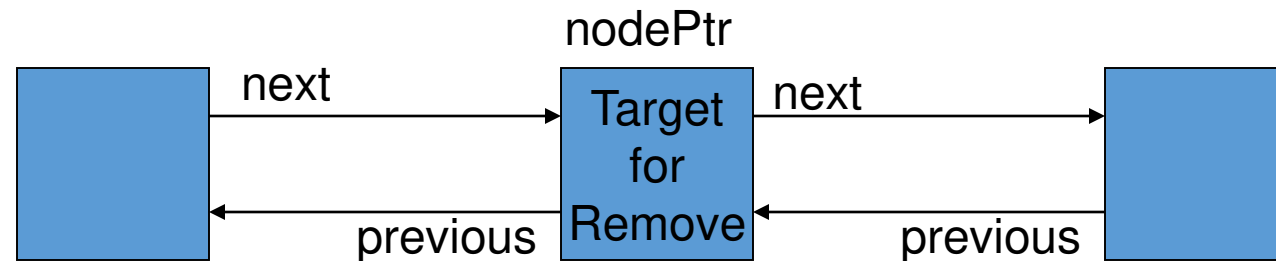 nodePtr
next
next
Target
for
Remove
previous
previous